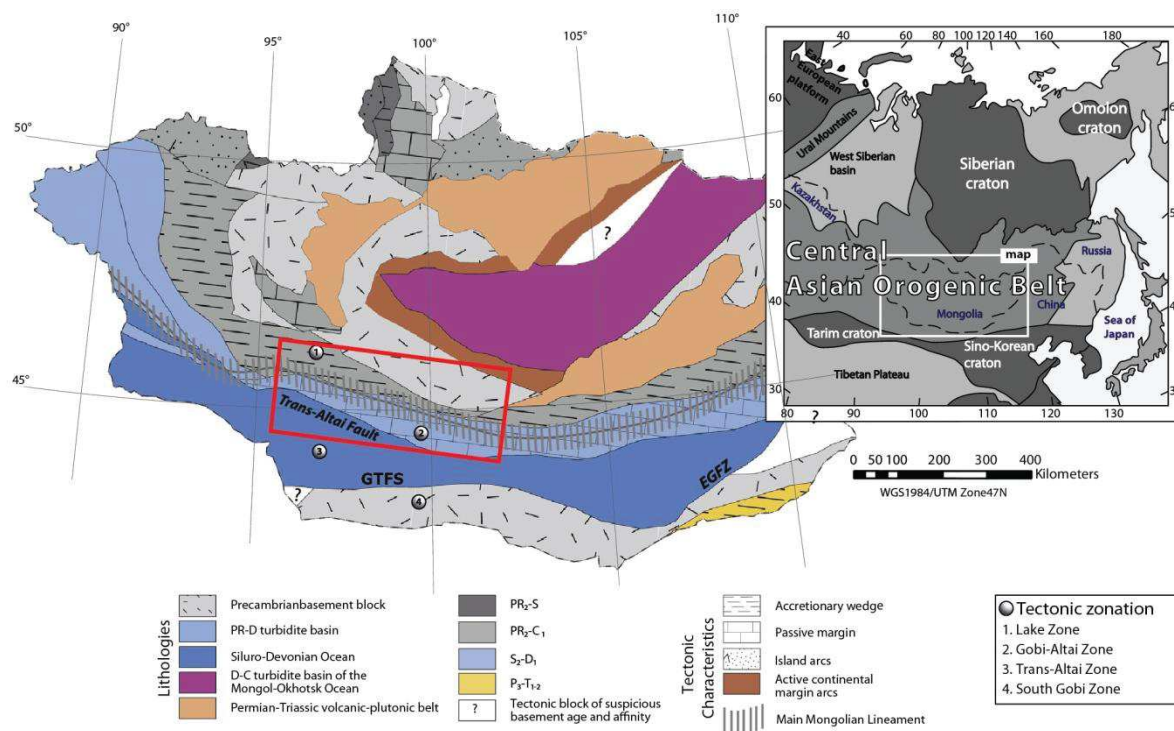 90°
95°
100°
105°
110°
50°
45°
1
2
3
4
Trans-Altai Fault
GTFS
EGFZ
?
?
?
40
60
80
100
120
140
160
180
60
50
40
30
80
90
100
110
120
130
East
European
platform
Ural Mountains
West Siberian
basin
Siberian
craton
Omolon
craton
Kazakhstan
Central
Asian Orogenic Belt
map
Russia
China
Mongolia
Tarim craton
Sino-Korean
craton
Tibetan Plateau
Sea of
Japan
0 50 100 200 300 400 Kilometers
WGS1984/UTM Zone47N
Lithologies
Precambrianbasement block
PR-D turbidite basin
Siluro-Devonian Ocean
D-C turbidite basin of the
Mongol-Okhotsk Ocean
Permian-Triassic volcanic-plutonic belt
PR₂-S
PR₂-C₁
S₂-D₁
P₃-T₁₋₂
? Tectonic block of suspicious
basement age and affinity
Tectonic
Characteristics
Accretionary wedge
Passive margin
Island arcs
Active continental
margin arcs
Main Mongolian Lineament
Tectonic zonation
1. Lake Zone
2. Gobi-Altai Zone
3. Trans-Altai Zone
4. South Gobi Zone